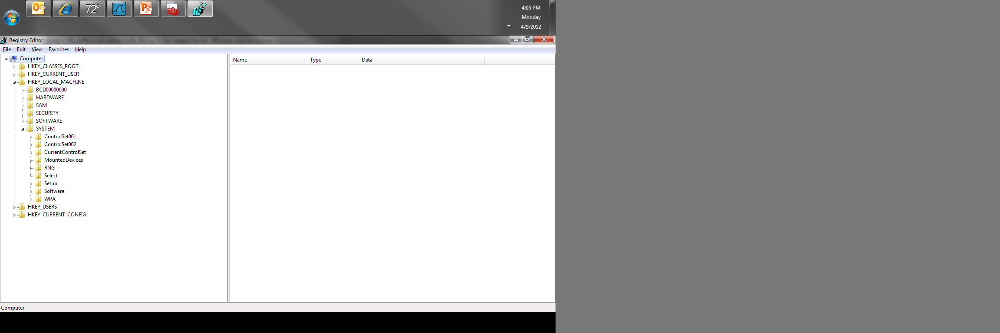 72°
4:05 PM
Monday
4/9/2012
Registry Editor
File Edit View Favorites Help
Computer
HKEY_CLASSES_ROOT
HKEY_CURRENT_USER
HKEY_LOCAL_MACHINE
BCD00000000
HARDWARE
SAM
SECURITY
SOFTWARE
SYSTEM
ControlSet001
ControlSet002
CurrentControlSet
MountedDevices
RNG
Select
Setup
Software
WPA
HKEY_USERS
HKEY_CURRENT_CONFIG
Name Type Data
Computer